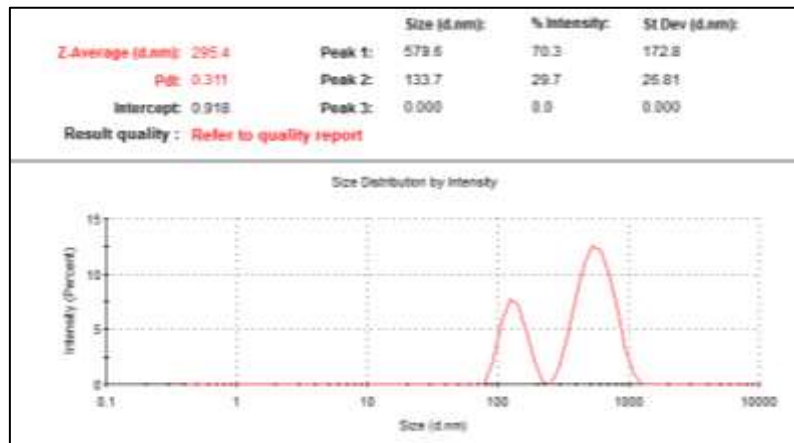 Size (d.nm): % Intensity: St Dev (d.nm):
Z-Average (d.nm): 295.4 Peak 1: 579.6 70.3 172.8
PdI: 0.311 Peak 2: 133.7 29.7 26.81
Intercept: 0.918 Peak 3: 0.000 0.0 0.000
Result quality : Refer to quality report
Size Distribution by Intensity
Intensity (Percent)
15
10
5
0
0.1 1 10 100 1000 10000
Size (d.nm)